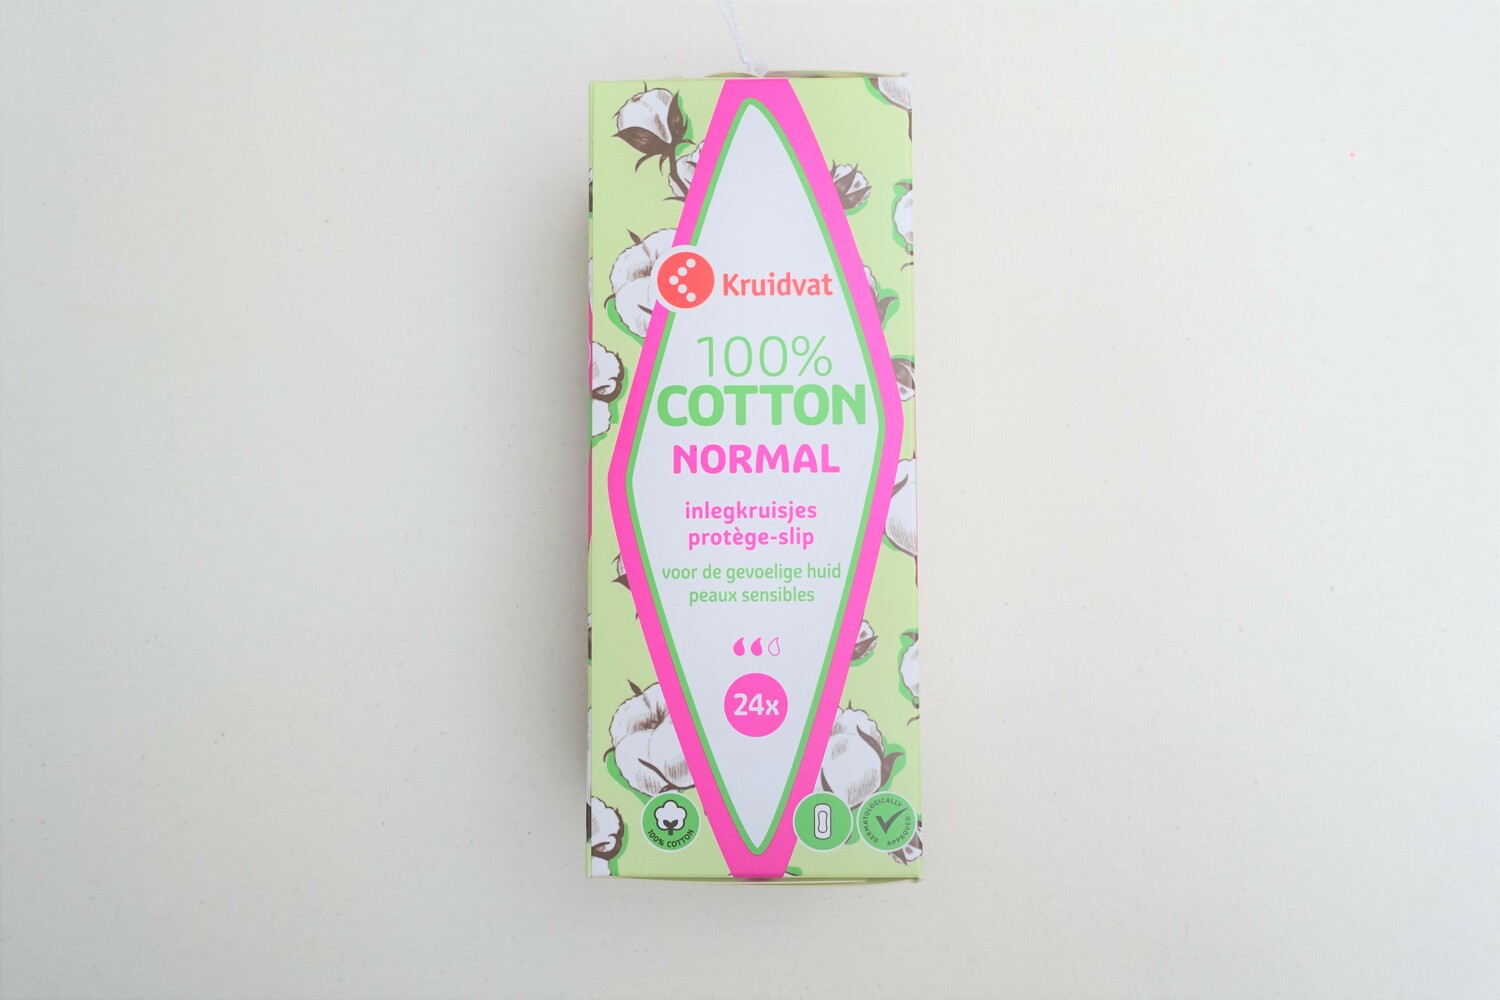 Kruidvat
100%
COTTON
NORMAL
inlegkruisjes
protège-slip
voor de gevoelige huid
peaux sensibles
24x
100% COTTON
DERMATOLOGICALLY
APPROVED